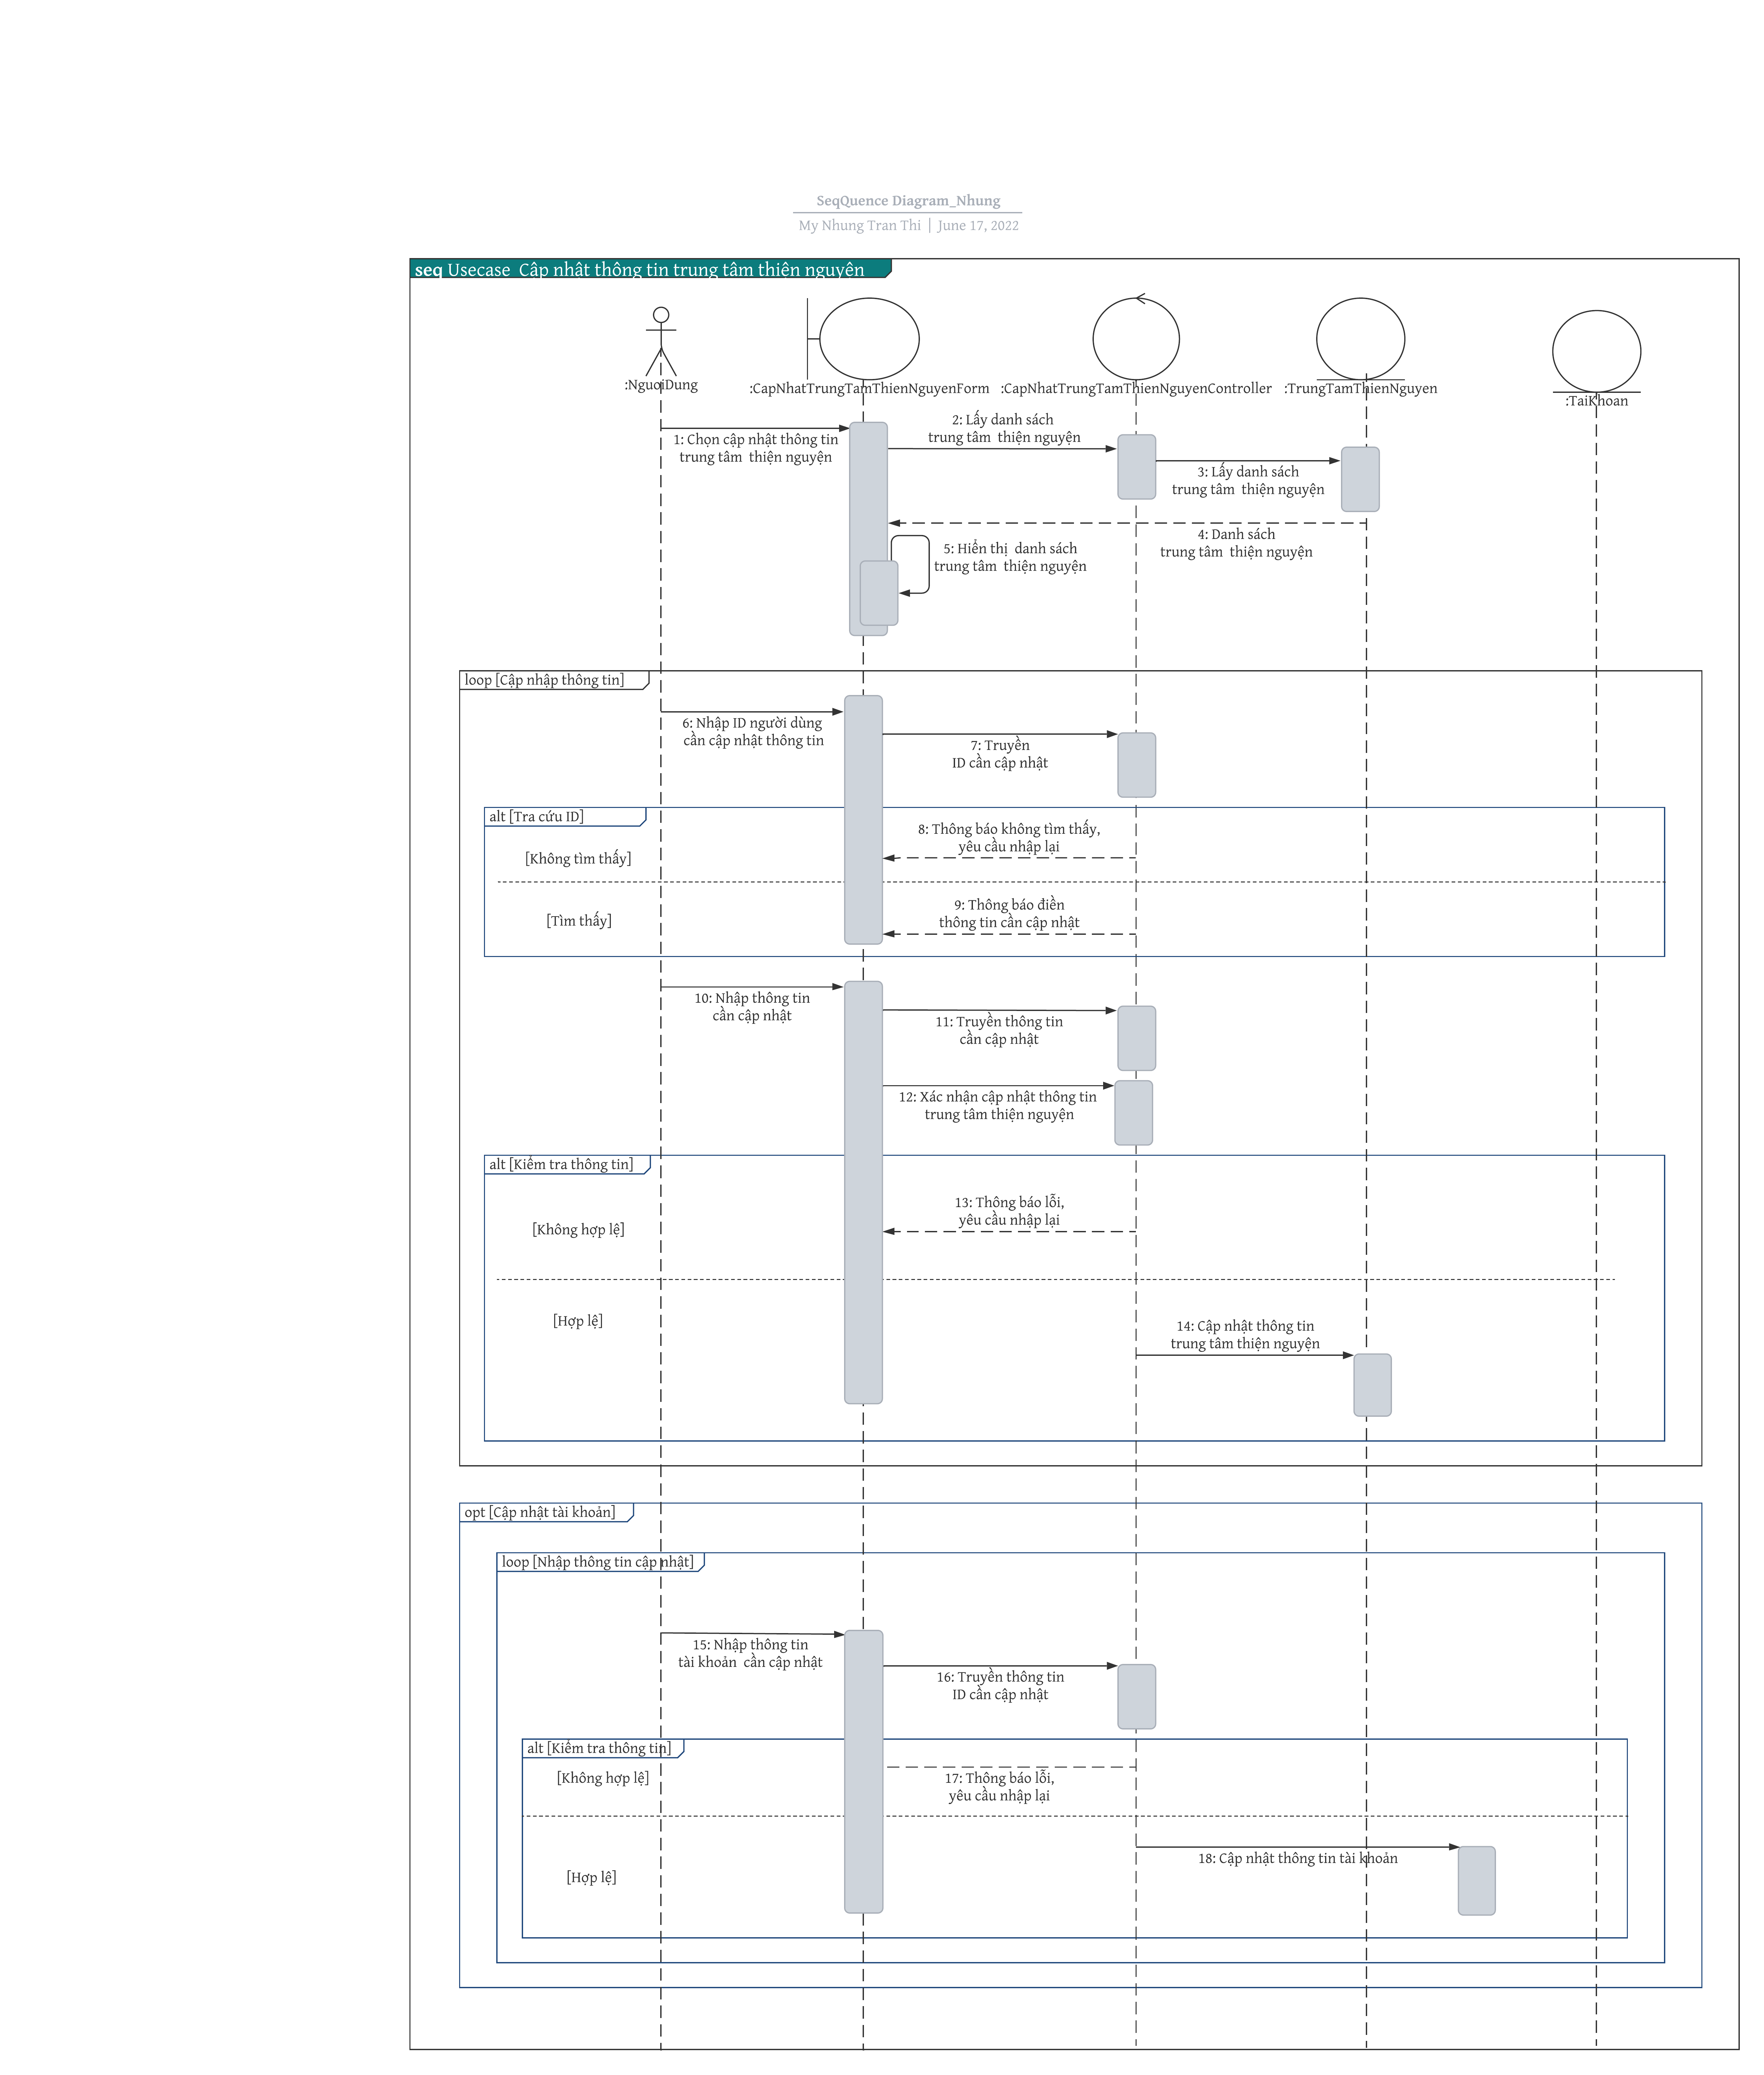 SeqQuence Diagram_Nhung
My Nhung Tran Thi | June 17, 2022
seq Usecase Cập nhật thông tin trung tâm thiện nguyện
:NguoiDung
:CapNhatTrungTamThienNguyenForm
:CapNhatTrungTamThienNguyenController
:TrungTamThienNguyen
:TaiKhoan
1: Chọn cập nhật thông tin
trung tâm thiện nguyện
2: Lấy danh sách
trung tâm thiện nguyện
3: Lấy danh sách
trung tâm thiện nguyện
4: Danh sách
trung tâm thiện nguyện
5: Hiển thị danh sách
trung tâm thiện nguyện
loop [Cập nhập thông tin]
6: Nhập ID người dùng
cần cập nhật thông tin
7: Truyền
ID cần cập nhật
alt [Tra cứu ID]
8: Thông báo không tìm thấy,
yêu cầu nhập lại
[Không tìm thấy]
9: Thông báo điền
thông tin cần cập nhật
[Tìm thấy]
10: Nhập thông tin
cần cập nhật
11: Truyền thông tin
cần cập nhật
12: Xác nhận cập nhật thông tin
trung tâm thiện nguyện
alt [Kiểm tra thông tin]
13: Thông báo lỗi,
yêu cầu nhập lại
[Không hợp lệ]
[Hợp lệ]
14: Cập nhật thông tin
trung tâm thiện nguyện
opt [Cập nhật tài khoản]
loop [Nhập thông tin cập nhật]
15: Nhập thông tin
tài khoản cần cập nhật
16: Truyền thông tin
ID cần cập nhật
alt [Kiểm tra thông tin]
[Không hợp lệ]
17: Thông báo lỗi,
yêu cầu nhập lại
18: Cập nhật thông tin tài khoản
[Hợp lệ]